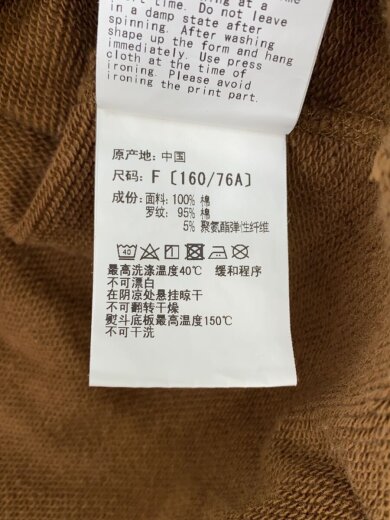 short time. Do not leave
in a damp state after
spinning. After washing
shape up the form and hang
immediately. Use press
cloth at the time of
ironing. Please avoid
ironing the print part.
原产地: 中国
尺码: F〔160/76A〕
成份: 面料: 100% 棉
罗纹: 95% 棉
5% 聚氨酯弹性纤维
40
最高洗涤温度40℃ 缓和程序
不可漂白
在阴凉处悬挂晾干
不可翻转干燥
熨斗底板最高温度150℃
不可干洗